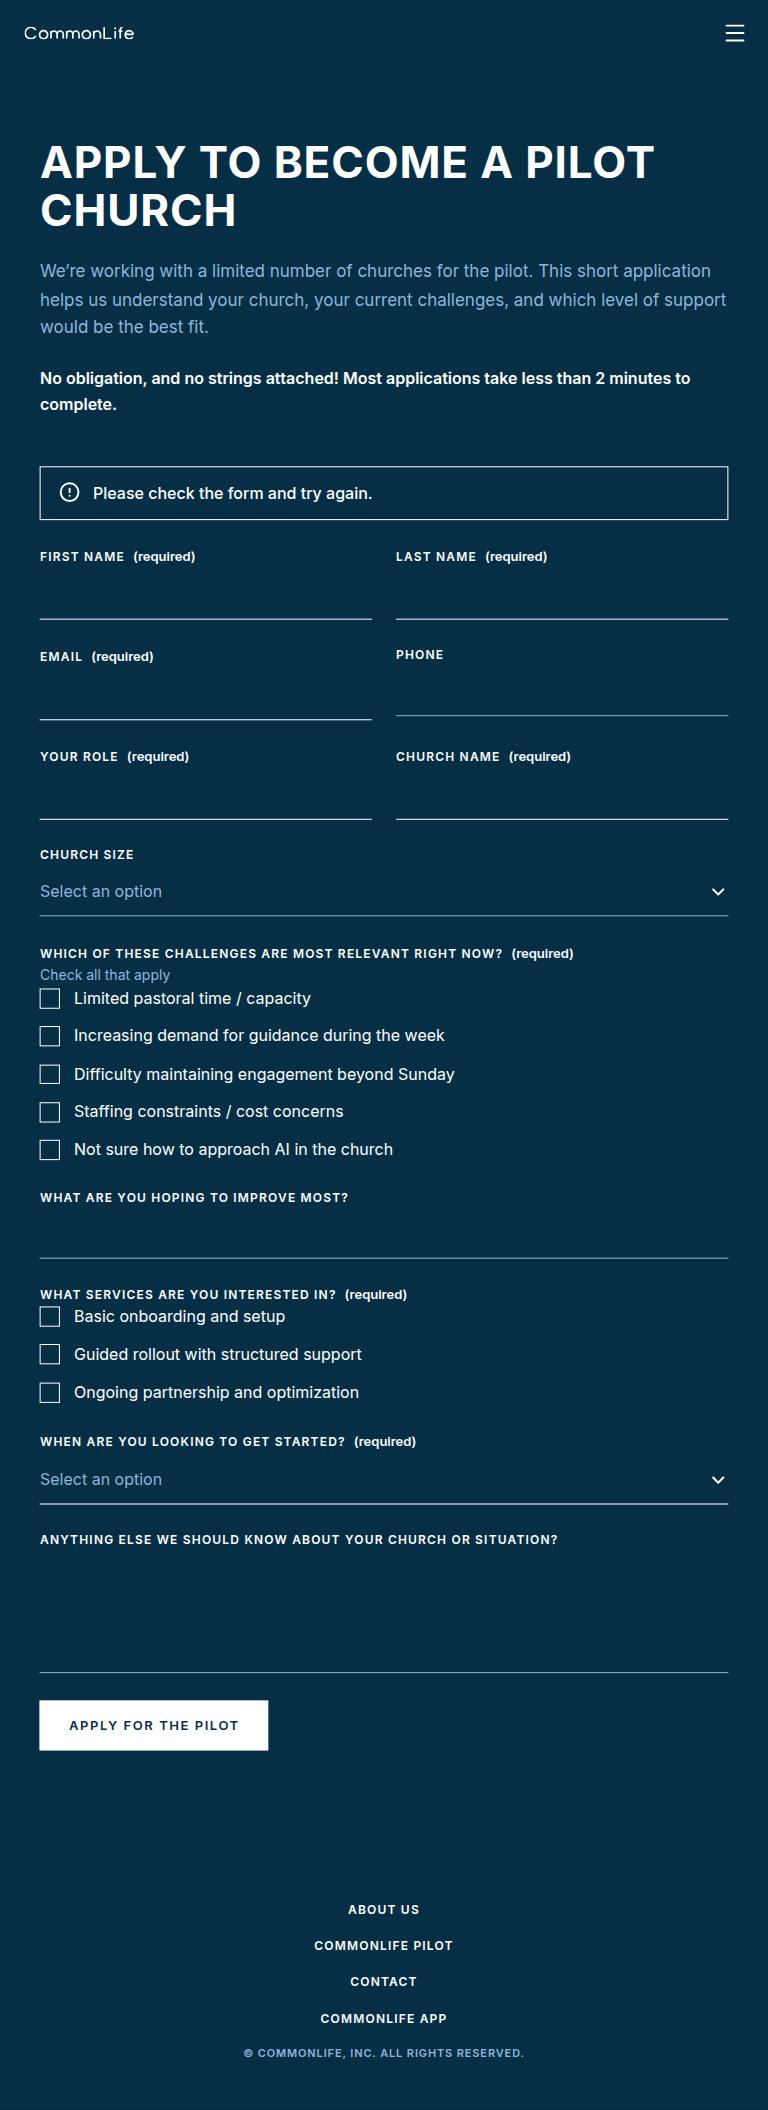 CommonLife
APPLY TO BECOME A PILOT
CHURCH
We’re working with a limited number of churches for the pilot. This short application
helps us understand your church, your current challenges, and which level of support
would be the best fit.
No obligation, and no strings attached! Most applications take less than 2 minutes to
complete.
Please check the form and try again.
FIRST NAME (required)
LAST NAME (required)
EMAIL (required)
PHONE
YOUR ROLE (required)
CHURCH NAME (required)
CHURCH SIZE
Select an option
WHICH OF THESE CHALLENGES ARE MOST RELEVANT RIGHT NOW? (required)
Check all that apply
Limited pastoral time / capacity
Increasing demand for guidance during the week
Difficulty maintaining engagement beyond Sunday
Staffing constraints / cost concerns
Not sure how to approach AI in the church
WHAT ARE YOU HOPING TO IMPROVE MOST?
WHAT SERVICES ARE YOU INTERESTED IN? (required)
Basic onboarding and setup
Guided rollout with structured support
Ongoing partnership and optimization
WHEN ARE YOU LOOKING TO GET STARTED? (required)
Select an option
ANYTHING ELSE WE SHOULD KNOW ABOUT YOUR CHURCH OR SITUATION?
APPLY FOR THE PILOT
ABOUT US
COMMONLIFE PILOT
CONTACT
COMMONLIFE APP
© COMMONLIFE, INC. ALL RIGHTS RESERVED.